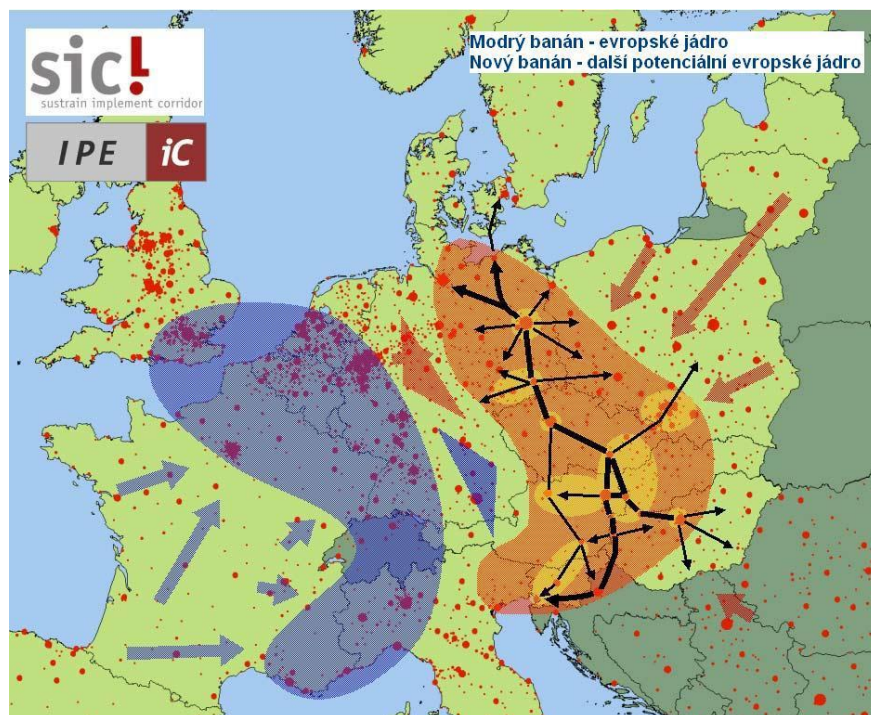 sic!
sustrain implement corridor
IPE iC
Modrý banán - evropské jádro
Nový banán - další potenciální evropské jádro